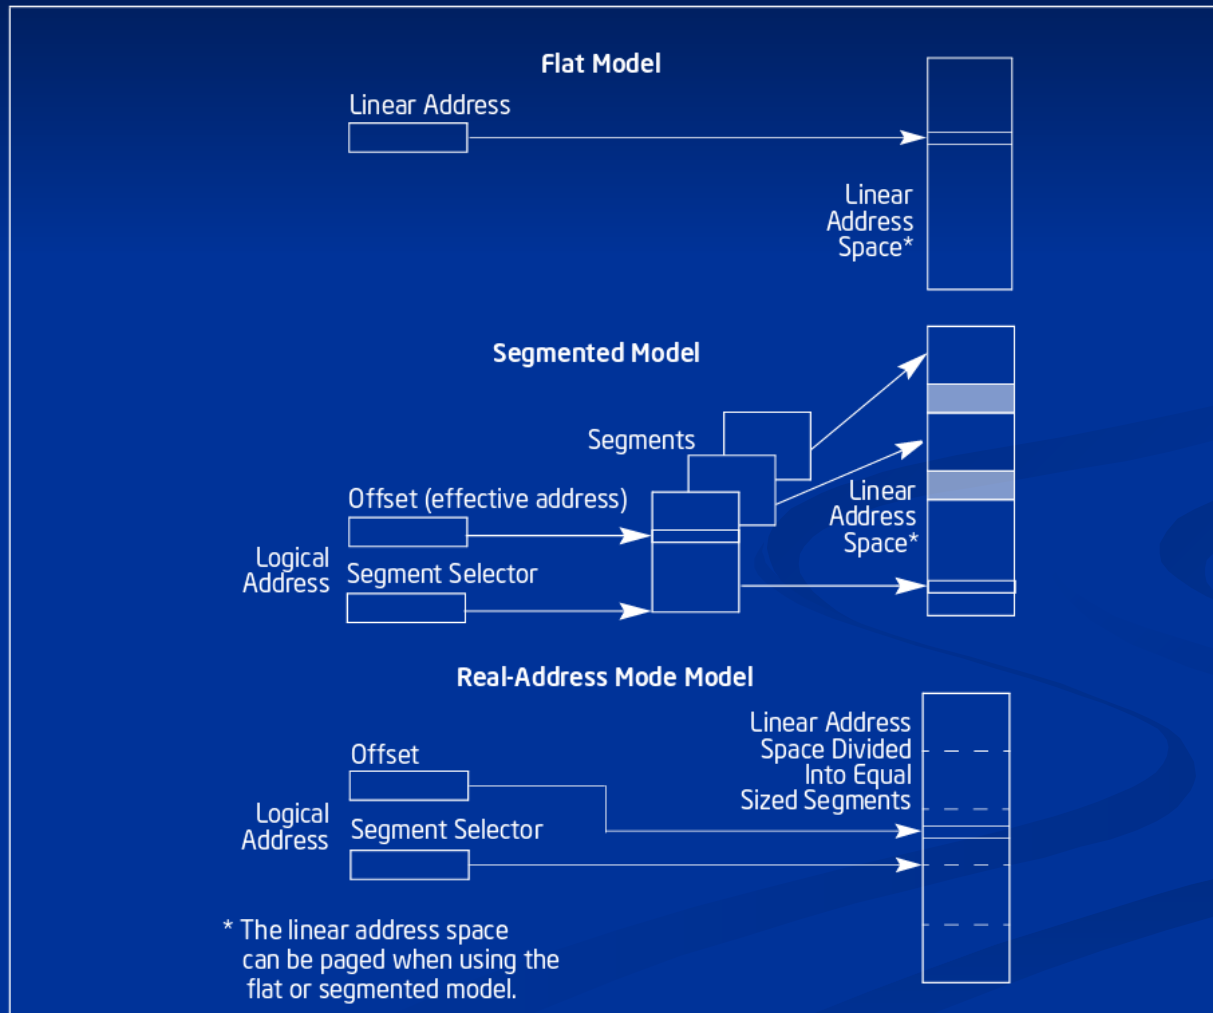 Flat Model
Linear Address
Linear
Address
Space*
Segmented Model
Segments
Offset (effective address)
Logical
Address
Segment Selector
Linear
Address
Space*
Real-Address Mode Model
Linear Address
Space Divided
Into Equal
Sized Segments
Offset
Logical
Address
Segment Selector
* The linear address space
can be paged when using the
flat or segmented model.